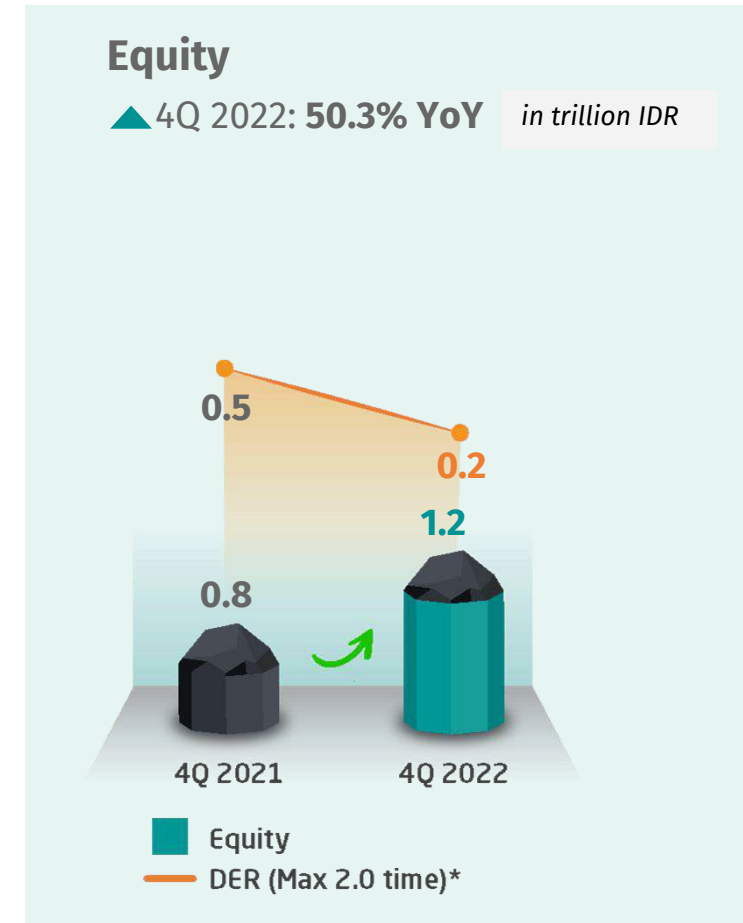 Equity
4Q 2022: 50.3% YoY in trillion IDR
0.5
0.2
1.2
0.8
4Q 2021 4Q 2022
Equity
DER (Max 2.0 time)*